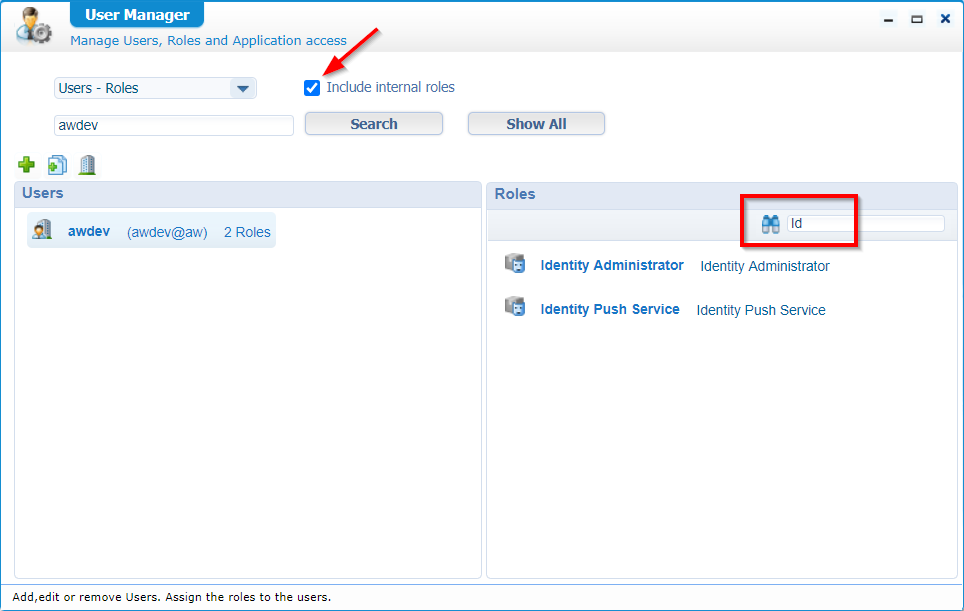 User Manager
Manage Users, Roles and Application access
Users - Roles
Include internal roles
awdev
Search
Show All
Users
Roles
Id
awdev (awdev@aw) 2 Roles
Identity Administrator Identity Administrator
Identity Push Service Identity Push Service
Add,edit or remove Users. Assign the roles to the users.